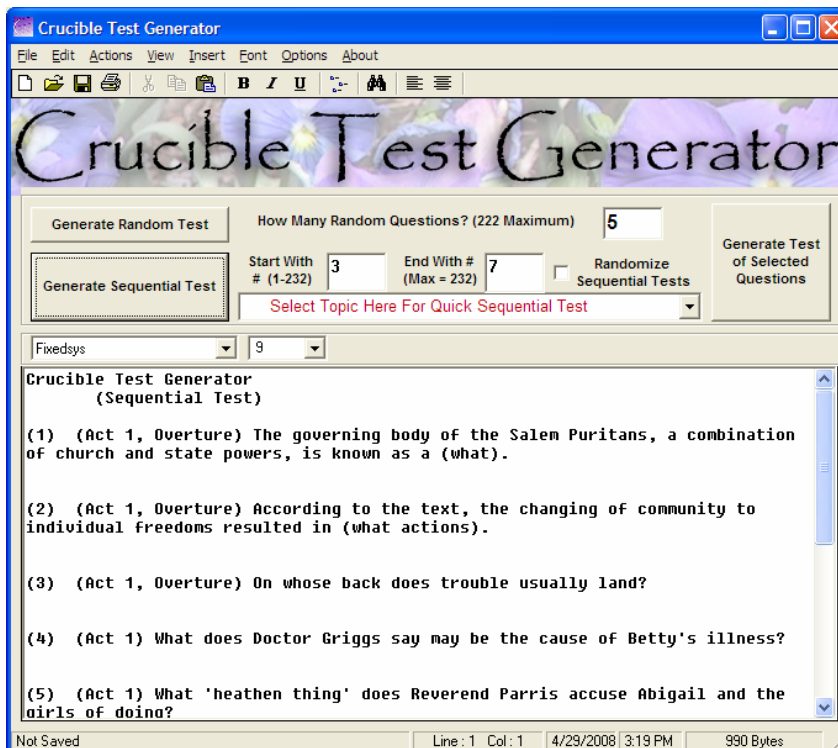 Crucible Test Generator
File Edit Actions View Insert Font Options About
B I U
Crucible Test Generator
Generate Random Test
How Many Random Questions? (222 Maximum)
5
Generate Test
of Selected
Questions
Generate Sequential Test
Start With
# (1-232)
3
End With #
(Max = 232)
7
Randomize
Sequential Tests
Select Topic Here For Quick Sequential Test
Fixedsys
9
Crucible Test Generator
(Sequential Test)
(1) (Act 1, Overture) The governing body of the Salem Puritans, a combination
of church and state powers, is known as a (what).
(2) (Act 1, Overture) According to the text, the changing of community to
individual freedoms resulted in (what actions).
(3) (Act 1, Overture) On whose back does trouble usually land?
(4) (Act 1) What does Doctor Griggs say may be the cause of Betty's illness?
(5) (Act 1) What 'heathen thing' does Reverend Parris accuse Abigail and the
girls of doing?
Not Saved
Line : 1 Col : 1
4/29/2008
3:19 PM
990 Bytes